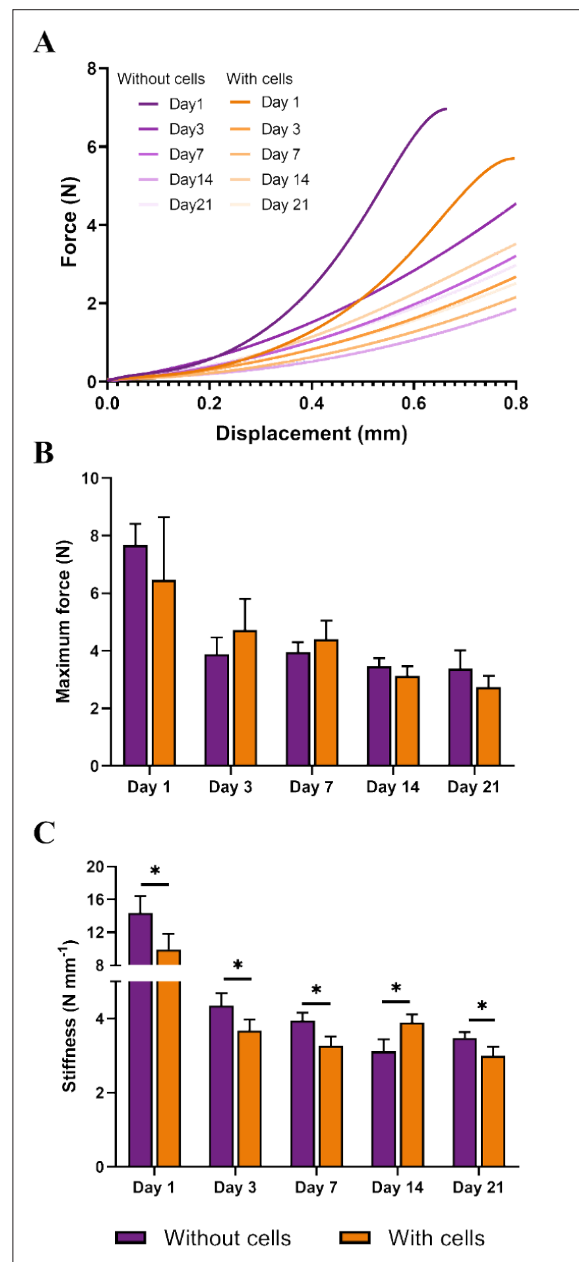 A
Without cells With cells
Day1 Day 1
Day3 Day 3
Day7 Day 7
Day14 Day 14
Day21 Day 21
Force (N)
8
6
4
2
0
0.0 0.2 0.4 0.6 0.8
Displacement (mm)
B
Maximum force (N)
10
8
6
4
2
0
Day 1 Day 3 Day 7 Day 14 Day 21
C
Stiffness (N mm⁻¹)
20
16
12
8
4
2
0
* * * * *
Day 1 Day 3 Day 7 Day 14 Day 21
Without cells With cells